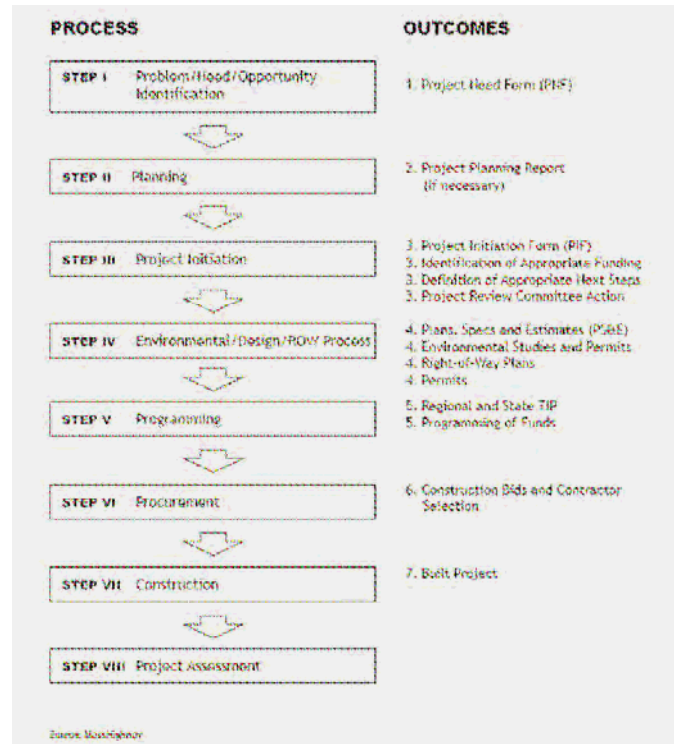 PROCESS
OUTCOMES
STEP I Problem/Need/Opportunity
Identification
1. Project Need Form (PNF)
STEP II Planning
2. Project Planning Report
(if necessary)
STEP III Project Initiation
3. Project Initiation Form (PIF)
3. Identification of Appropriate Funding
3. Definition of Appropriate Next Steps
3. Project Review Committee Action
STEP IV Environmental/Design/ROW Process
4. Plans, Specs and Estimates (PS&E)
4. Environmental Studies and Permits
4. Right-of-Way Plans
4. Permits
STEP V Programming
5. Regional and State TIP
5. Programming of Funds
STEP VI Procurement
6. Construction Bids and Contractor
Selection
STEP VII Construction
7. Built Project
STEP VIII Project Assessment
Source: MassHighway